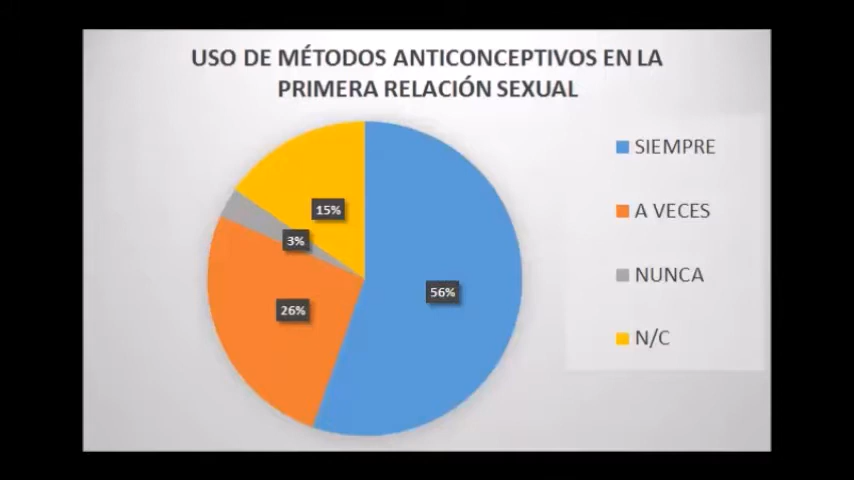 USO DE MÉTODOS ANTICONCEPTIVOS EN LA
PRIMERA RELACIÓN SEXUAL
SIEMPRE
A VECES
NUNCA
N/C
15%
3%
56%
26%